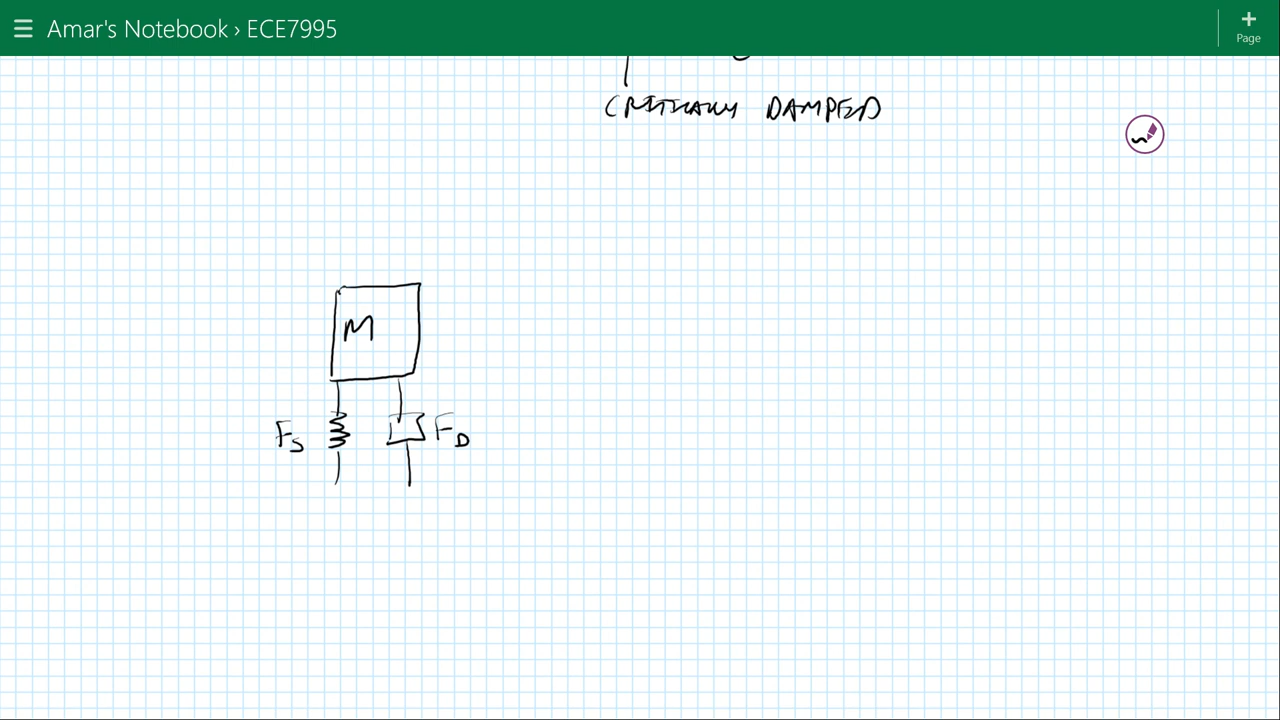 Amar's Notebook › ECE7995
Page
CRITICALLY DAMPED
M
FS
FD